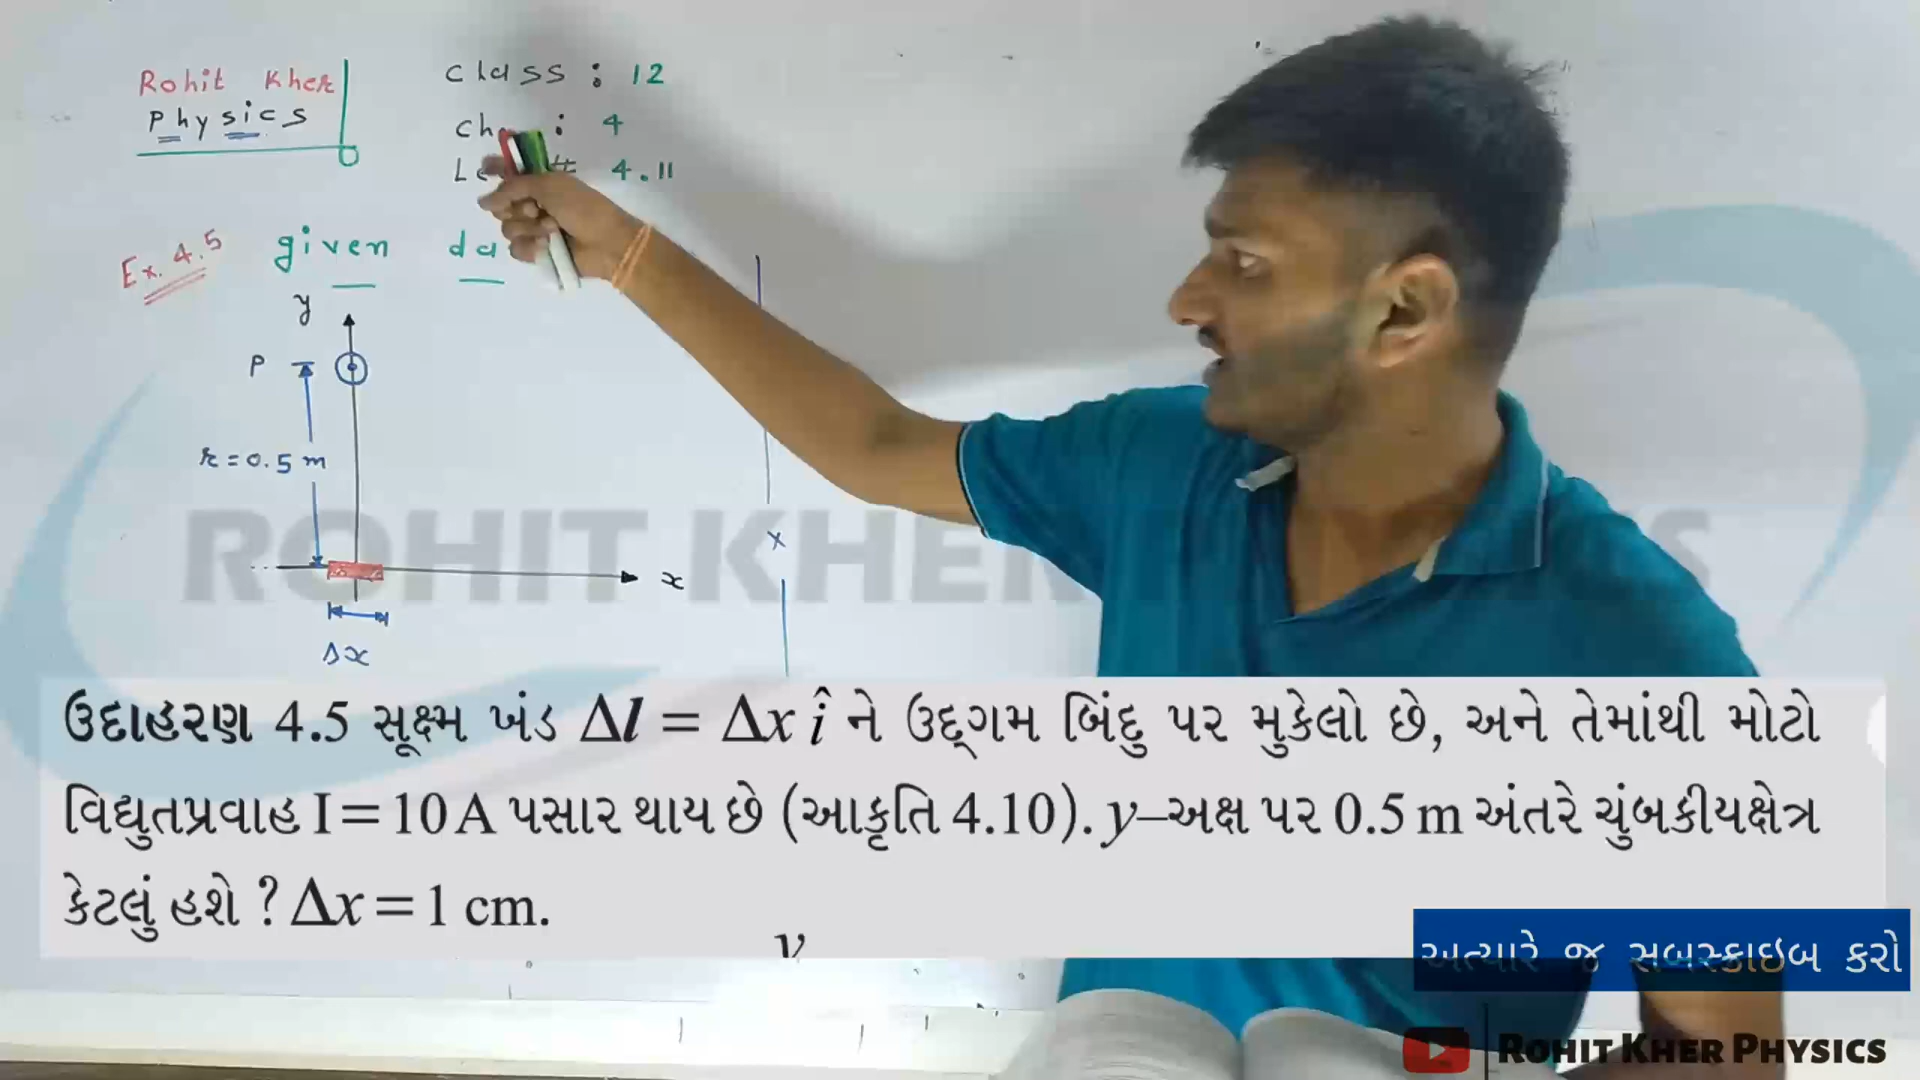 Rohit Kher
Physics
class : 12
ch : 4
4.11
Ex. 4.5
given
y
P
r = 0.5 m
x
x
Δx
ROHIT KHER PHYSICS
ઉદાહરણ 4.5 સૂક્ષ્મ ખંડ Δl = Δx î ને ઉદ્‌ગમ બિંદુ પર મુકેલો છે, અને તેમાંથી મોટો
વિદ્યુતપ્રવાહ I = 10 A પસાર થાય છે (આકૃતિ 4.10). y–અક્ષ પર 0.5 m અંતરે ચુંબકીયક્ષેત્ર
કેટલું હશે ? Δx = 1 cm.
y
અત્યારે જ સબસ્ક્રાઇબ કરો
ROHIT KHER PHYSICS